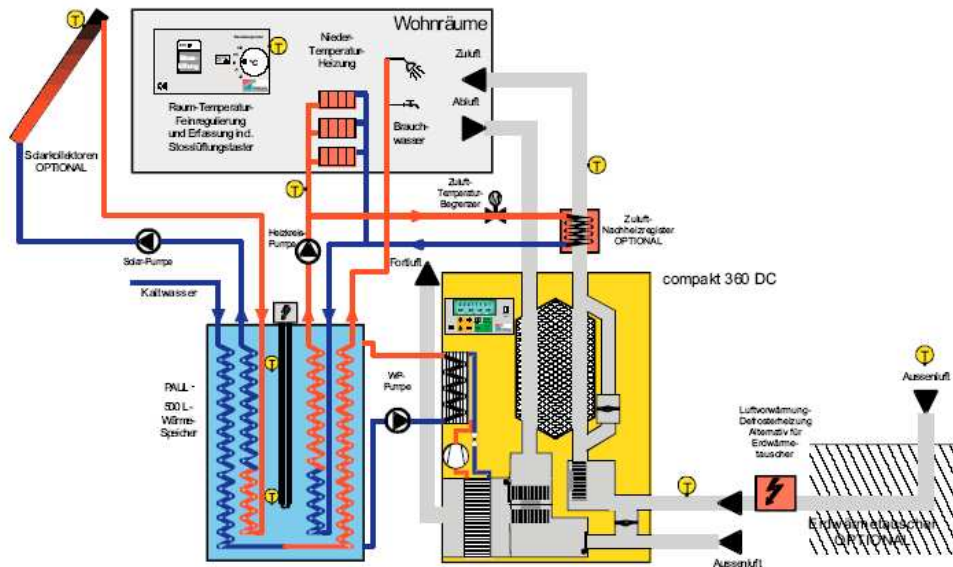 Wohnräume
Nieder-
Temperatur-
Heizung
Zuluft
Abluft
°C
Raum-Temperatur-
Feinregulierung
und Erfassung incl.
Stosslüftungstaster
Brauch-
wasser
Solarkollektoren
OPTIONAL
Zuluft-
Temperatur-
Begrenzer
Heizkreis-
Pumpe
Zuluft-
Nachheizregister
OPTIONAL
Solar-Pumpe
Fortluft
Kaltwasser
compakt 360 DC
WP-
Pumpe
PAUL -
500 L-
Wärme-
Speicher
Aussenluft
Luftvorwärmung-
Defrosterheizung
Alternativ für
Erdwärme-
tauscher
Erdwärmetauscher
OPTIONAL
Aussenluft
T
T
T
T
T
T
T
T